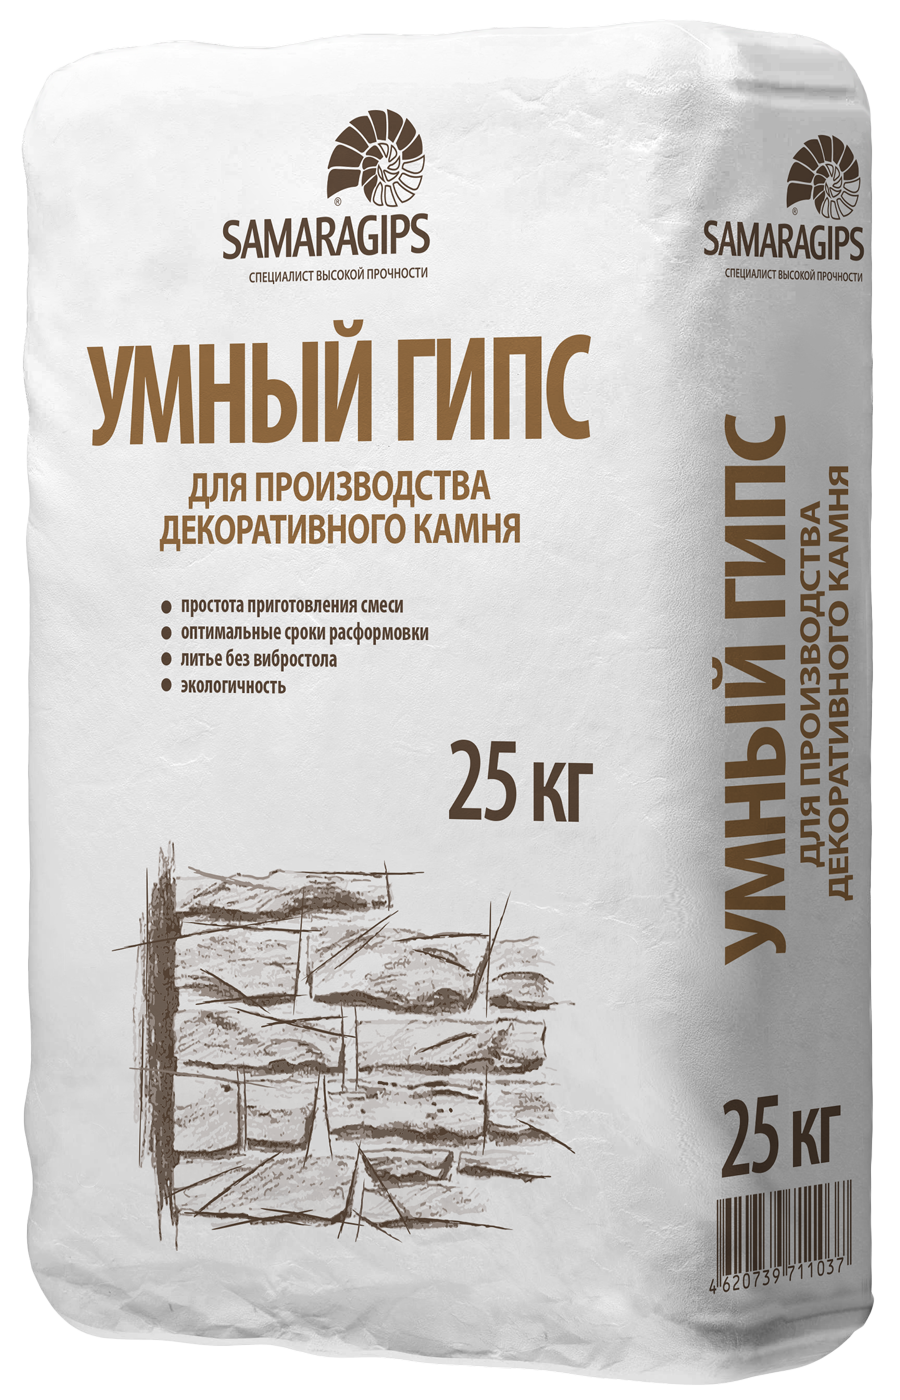 ®
SAMARAGIPS
СПЕЦИАЛИСТ ВЫСОКОЙ ПРОЧНОСТИ
УМНЫЙ ГИПС
ДЛЯ ПРОИЗВОДСТВА
ДЕКОРАТИВНОГО КАМНЯ
• простота приготовления смеси
• оптимальные сроки расформовки
• литье без вибростола
• экологичность
25 кг
®
SAMARAGIPS
СПЕЦИАЛИСТ ВЫСОКОЙ ПРОЧНОСТИ
УМНЫЙ ГИПС
ДЛЯ ПРОИЗВОДСТВА
ДЕКОРАТИВНОГО КАМНЯ
25 кг
4 620739 711037